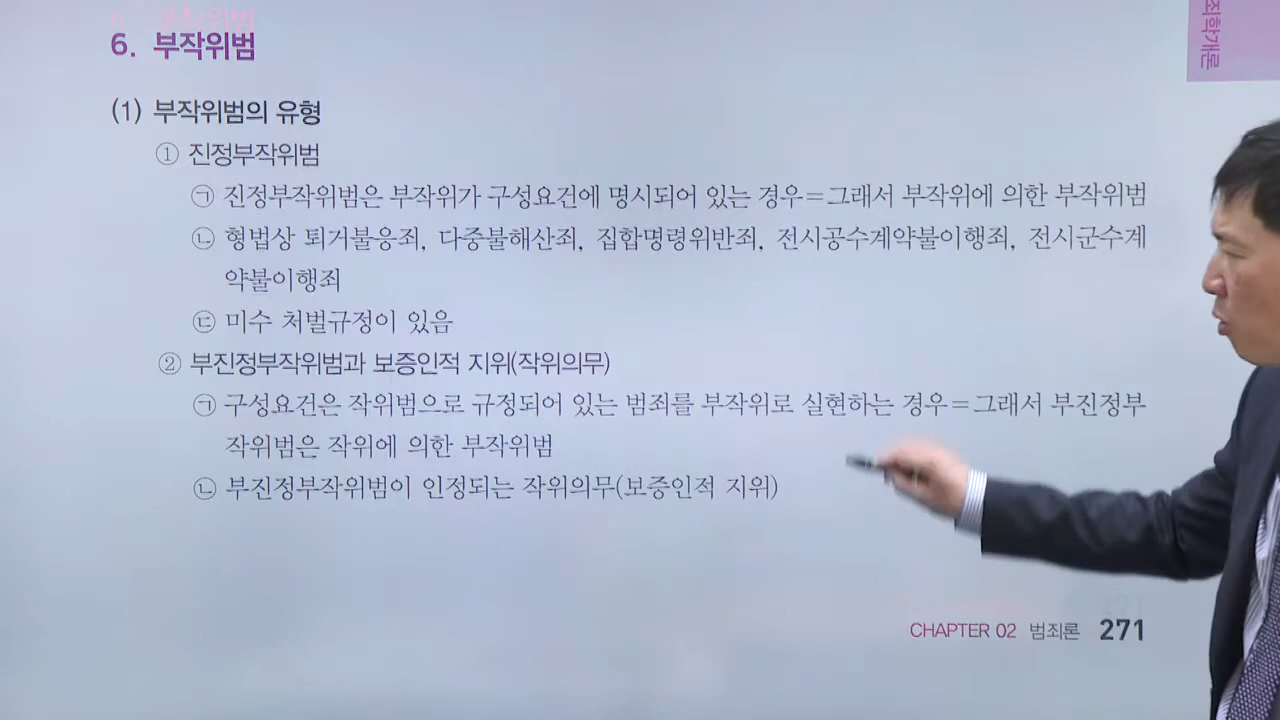 죄학개론
6. 부작위범
(1) 부작위범의 유형
① 진정부작위범
㉠ 진정부작위범은 부작위가 구성요건에 명시되어 있는 경우=그래서 부작위에 의한 부작위범
㉡ 형법상 퇴거불응죄, 다중불해산죄, 집합명령위반죄, 전시공수계약불이행죄, 전시군수계
약불이행죄
㉢ 미수 처벌규정이 있음
② 부진정부작위범과 보증인적 지위(작위의무)
㉠ 구성요건은 작위범으로 규정되어 있는 범죄를 부작위로 실현하는 경우=그래서 부진정부
작위범은 작위에 의한 부작위범
㉡ 부진정부작위범이 인정되는 작위의무(보증인적 지위)
CHAPTER 02 범죄론 271